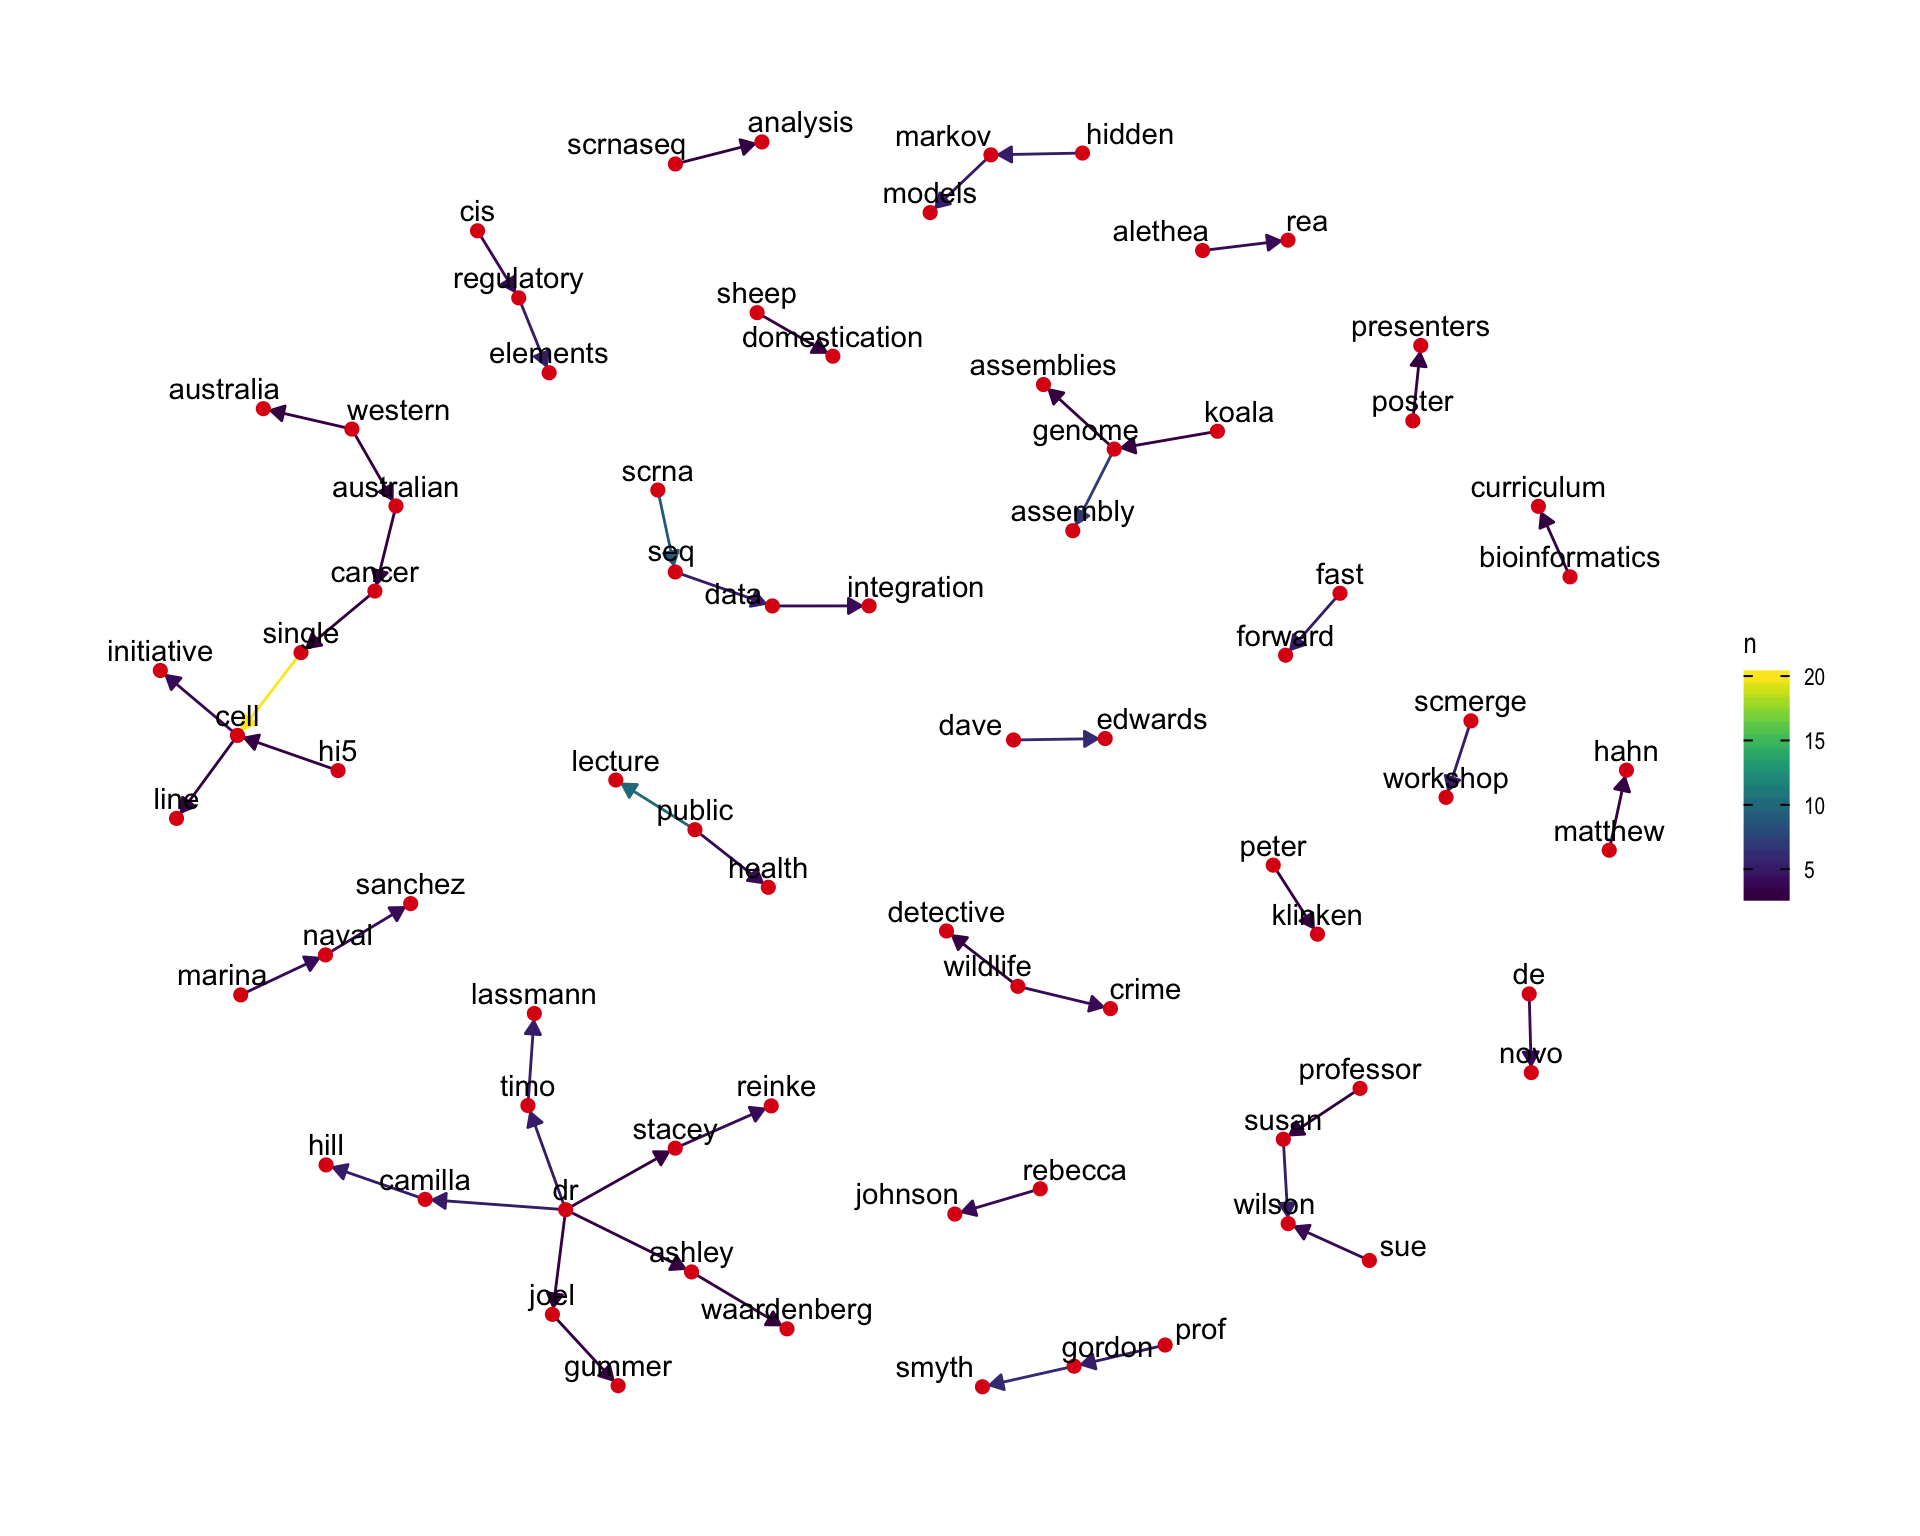 analysis
scrnaseq
markov
hidden
models
cis
alethea
rea
regulatory
sheep
domestication
presenters
elements
assemblies
australia
western
poster
koala
genome
scrna
australian
curriculum
assembly
seq
bioinformatics
cancer
fast
data
integration
single
forward
initiative
n
20
cell
scmerge
dave
edwards
15
hi5
lecture
hahn
workshop
line
public
10
matthew
peter
health
5
sanchez
detective
klinken
naval
wildlife
marina
de
crime
lassmann
novo
professor
timo
reinke
stacey
susan
hill
camilla
rebecca
dr
johnson
wilson
ashley
sue
joel
waardenberg
prof
gordon
gummer
smyth